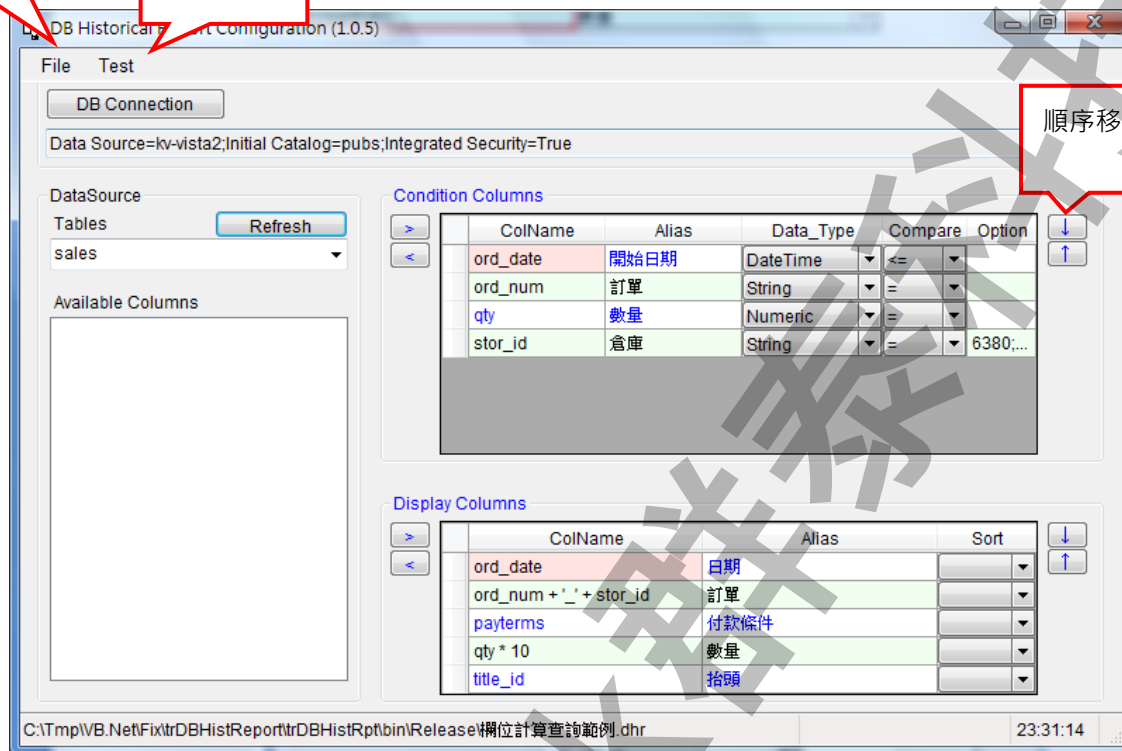 DB Historical Report Configuration (1.0.5)
File Test
DB Connection
順序移
Data Source=kv-vista2;Initial Catalog=pubs;Integrated Security=True
DataSource
Tables Refresh
sales
Available Columns
Condition Columns
> <
ColName Alias Data_Type Compare Option
ord_date 開始日期 DateTime <=
ord_num 訂單 String =
qty 數量 Numeric =
stor_id 倉庫 String = 6380;...
↓
↑
Display Columns
> <
ColName Alias Sort
ord_date 日期
ord_num + '_' + stor_id 訂單
payterms 付款條件
qty * 10 數量
title_id 抬頭
↓
↑
C:\Tmp\VB.Net\Fix\trDBHistReport\trDBHistRpt\bin\Release\欄位計算查詢範例.dhr 23:31:14
群泰科